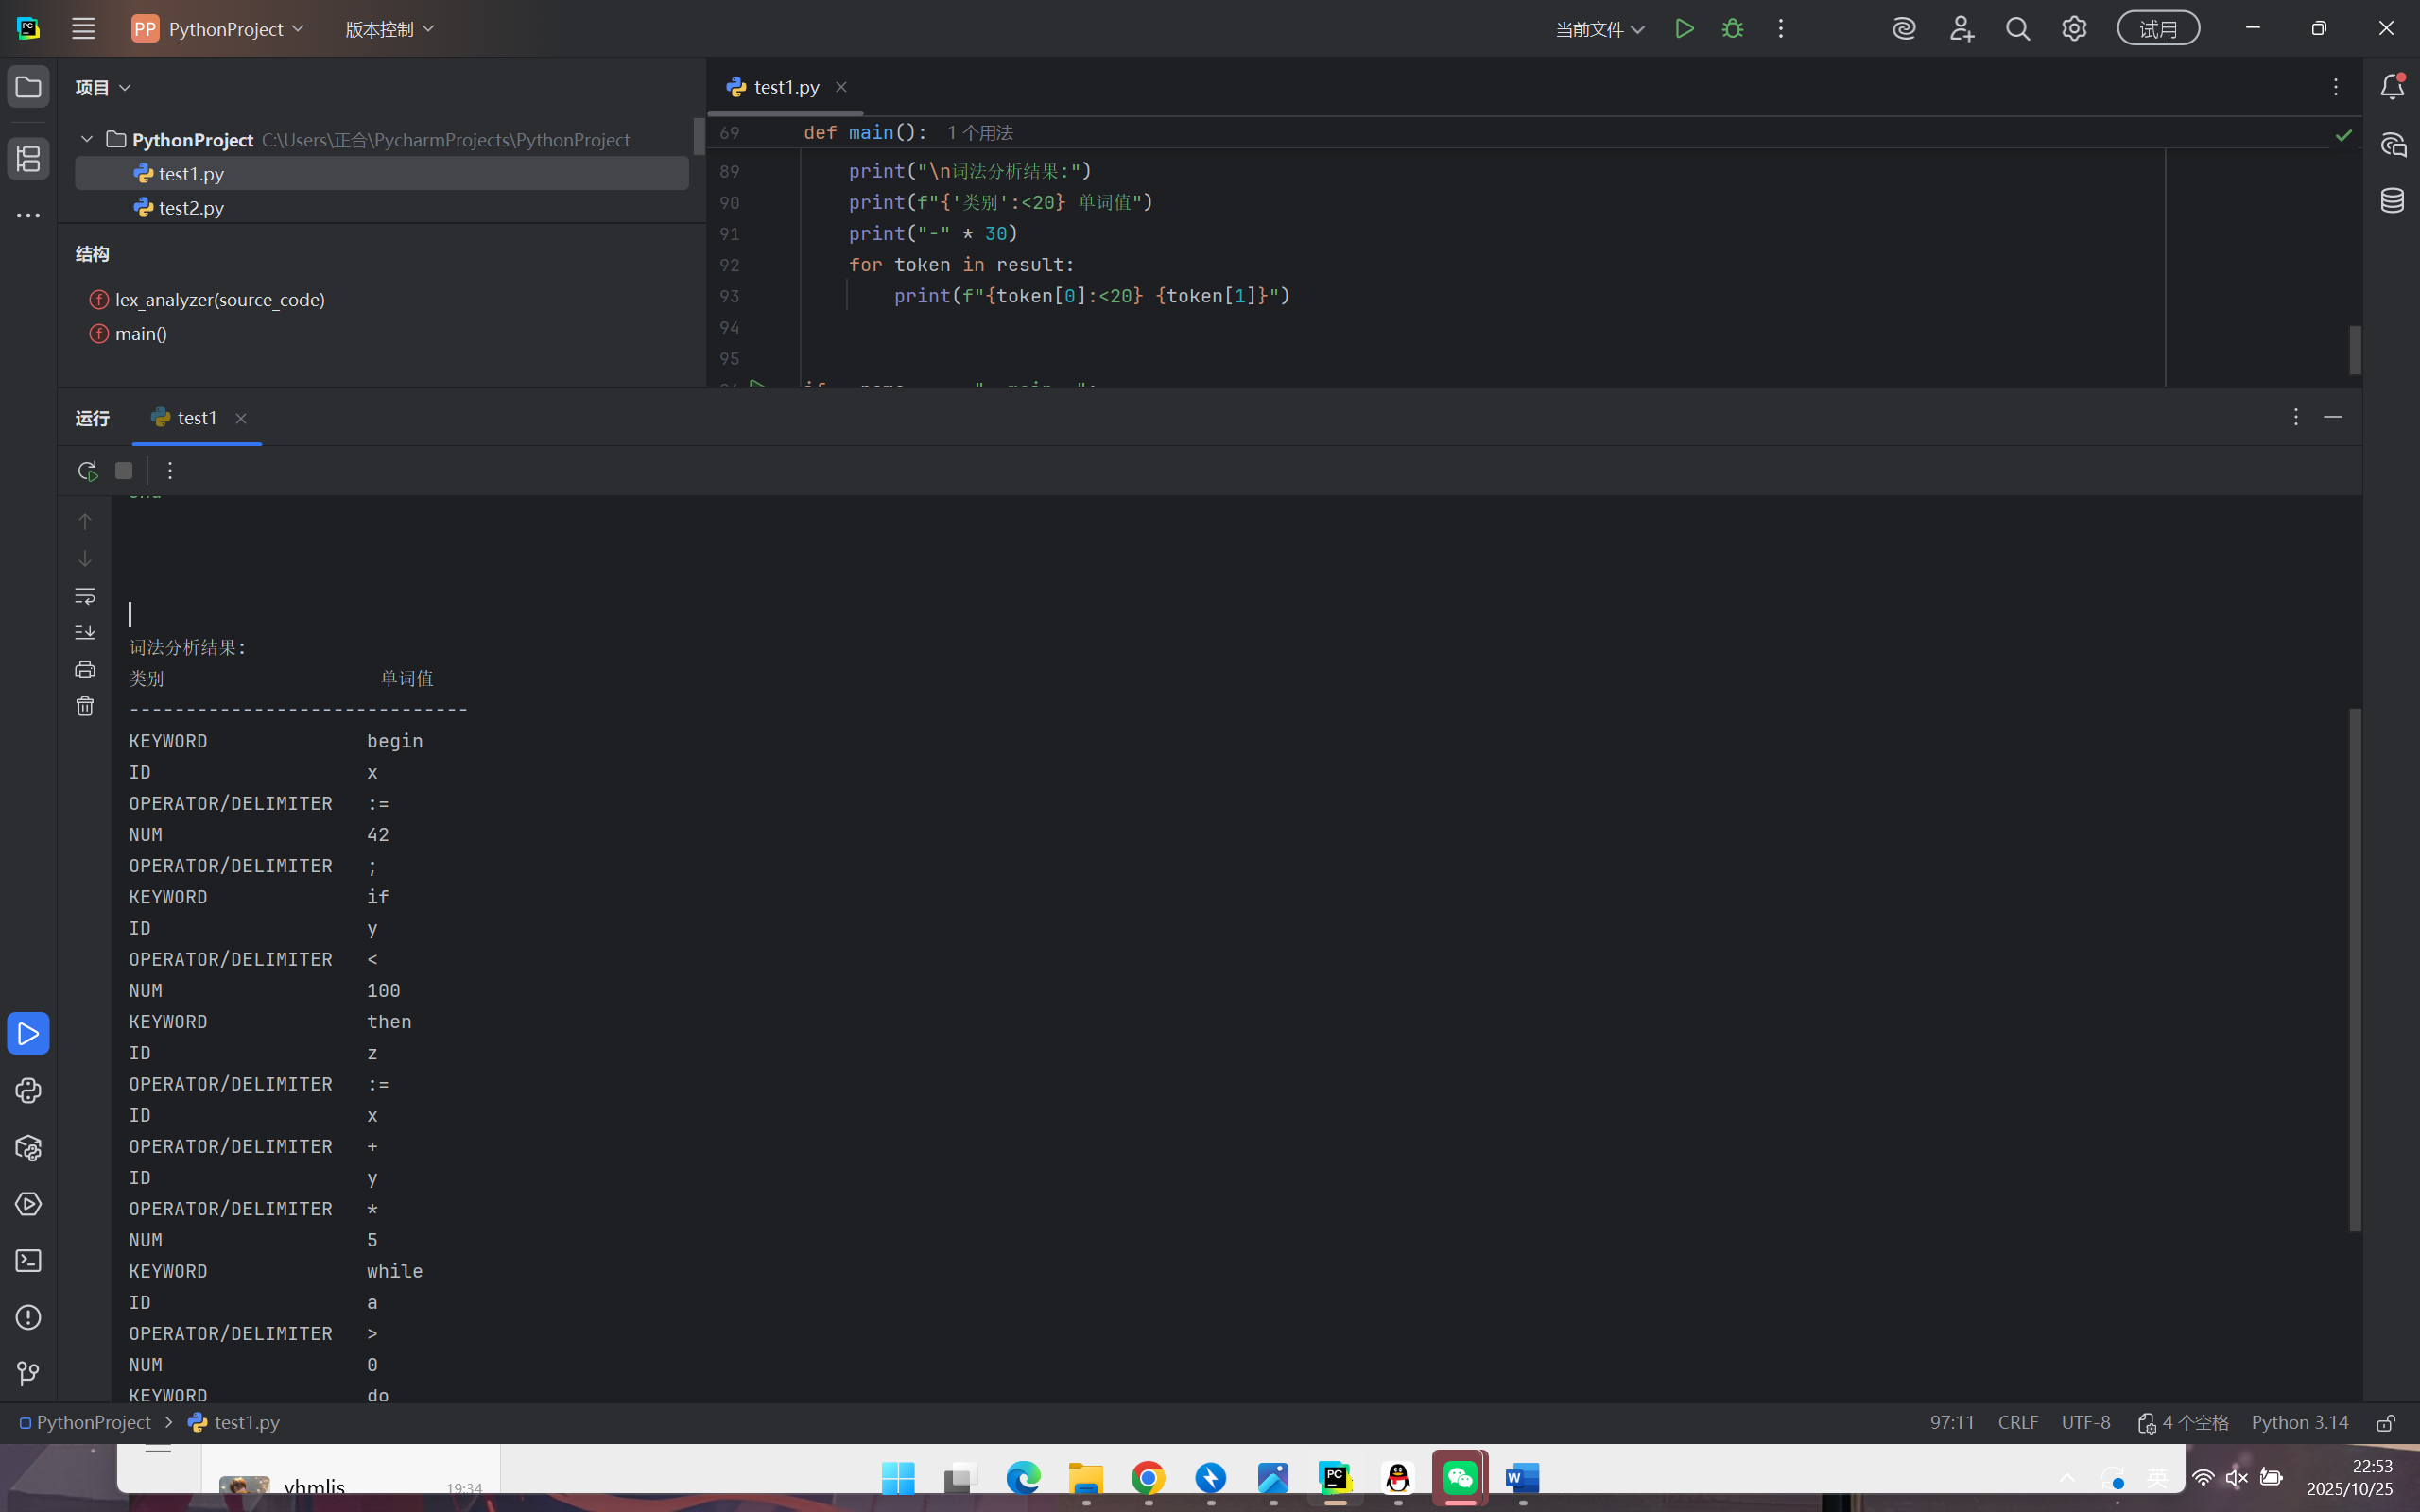 PC
PP PythonProject
版本控制
当前文件
试用
项目
PythonProject C:\Users\正合\PycharmProjects\PythonProject
test1.py
test2.py
结构
f lex_analyzer(source_code)
f main()
test1.py
69 def main(): 1个用法
89 print("\n词法分析结果:")
90 print(f"{'类别':<20} 单词值")
91 print("-" * 30)
92 for token in result:
93 print(f"{token[0]:<20} {token[1]}")
94
95
运行 test1
词法分析结果:
类别 单词值
------------------------------
KEYWORD begin
ID x
OPERATOR/DELIMITER :=
NUM 42
OPERATOR/DELIMITER ;
KEYWORD if
ID y
OPERATOR/DELIMITER <
NUM 100
KEYWORD then
ID z
OPERATOR/DELIMITER :=
ID x
OPERATOR/DELIMITER +
ID y
OPERATOR/DELIMITER *
NUM 5
KEYWORD while
ID a
OPERATOR/DELIMITER >
NUM 0
KEYWORD do
PythonProject > test1.py
97:11 CRLF UTF-8 4 个空格 Python 3.14
yhmlis 19:34
PC
W
英
22:53
2025/10/25